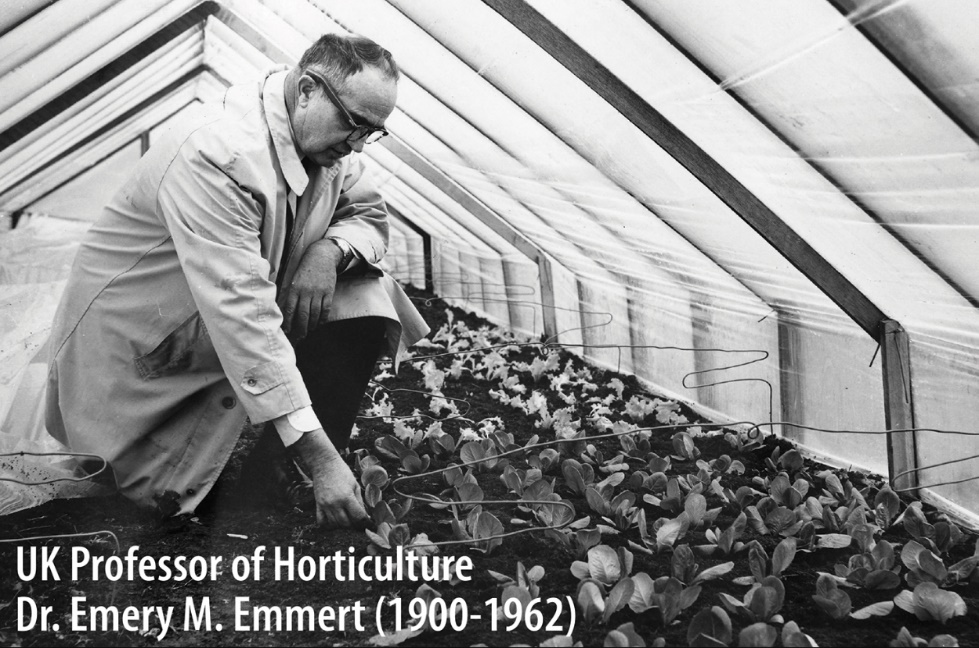 UK Professor of Horticulture
Dr. Emery M. Emmert (1900-1962)